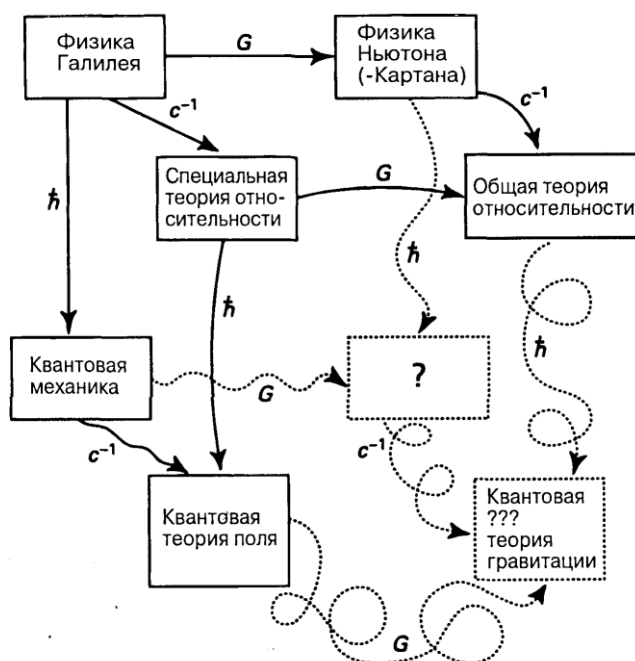 Физика
Галилея
G
Физика
Ньютона
(-Картана)
c⁻¹
c⁻¹
ħ
Специальная
теория отно-
сительности
G
Общая теория
относительности
ħ
ħ
ħ
Квантовая
механика
G
?
c⁻¹
c⁻¹
Квантовая
теория поля
Квантовая
???
теория
гравитации
G